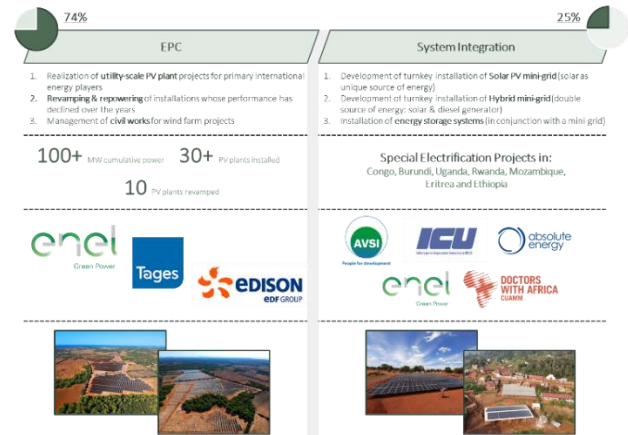 74%
EPC
1. Realization of utility-scale PV plant projects for primary international
energy players
2. Revamping & repowering of installations whose performance has
declined over the years
3. Management of civil works for wind farm projects
100+ MW cumulative power 30+ PV plants installed
10 PV plants revamped
enel
Green Power
Tages
EDISON
EDF GROUP
25%
System Integration
1. Development of turnkey installation of Solar PV mini-grid (solar as
unique source of energy)
2. Development of turnkey installation of Hybrid mini-grid (double
source of energy: solar & diesel generator)
3. Installation of energy storage systems (in conjunction with a mini-grid)
Special Electrification Projects in:
Congo, Burundi, Uganda, Rwanda, Mozambique,
Eritrea and Ethiopia
AVSI
People for development
ICU
absolute
energy
enel
Green Power
DOCTORS
WITH AFRICA
CUAMM